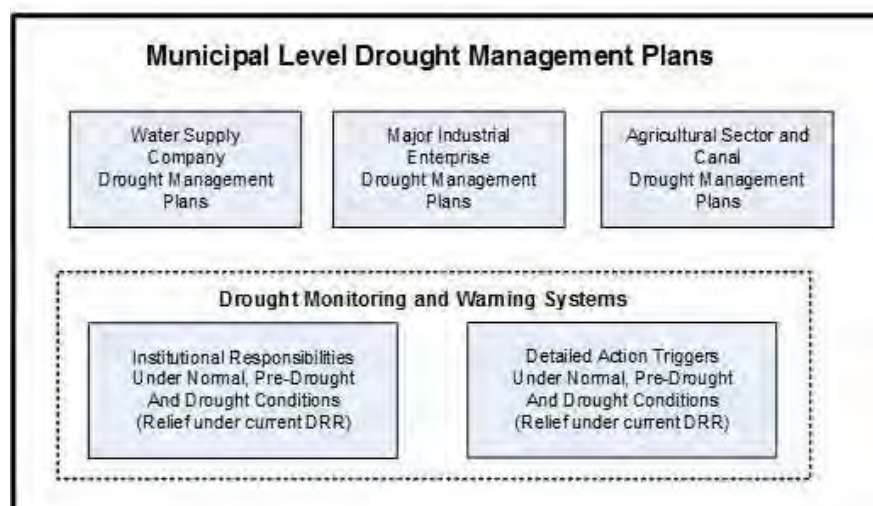 Municipal Level Drought Management Plans
Water Supply
Company
Drought Management
Plans
Major Industrial
Enterprise
Drought Management
Plans
Agricultural Sector and
Canal
Drought Management
Plans
Drought Monitoring and Warning Systems
Institutional Responsibilities
Under Normal, Pre-Drought
And Drought Conditions
(Relief under current DRR)
Detailed Action Triggers
Under Normal, Pre-Drought
And Drought Conditions
(Relief under current DRR)